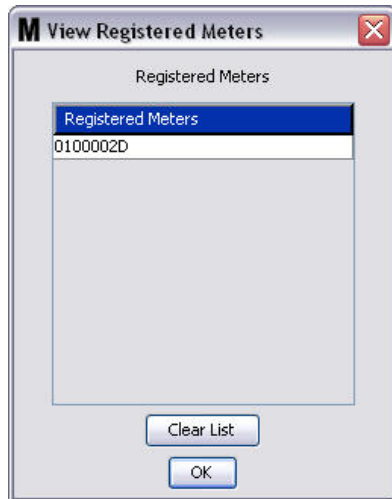 M View Registered Meters
Registered Meters
Registered Meters
0100002D
Clear List
OK